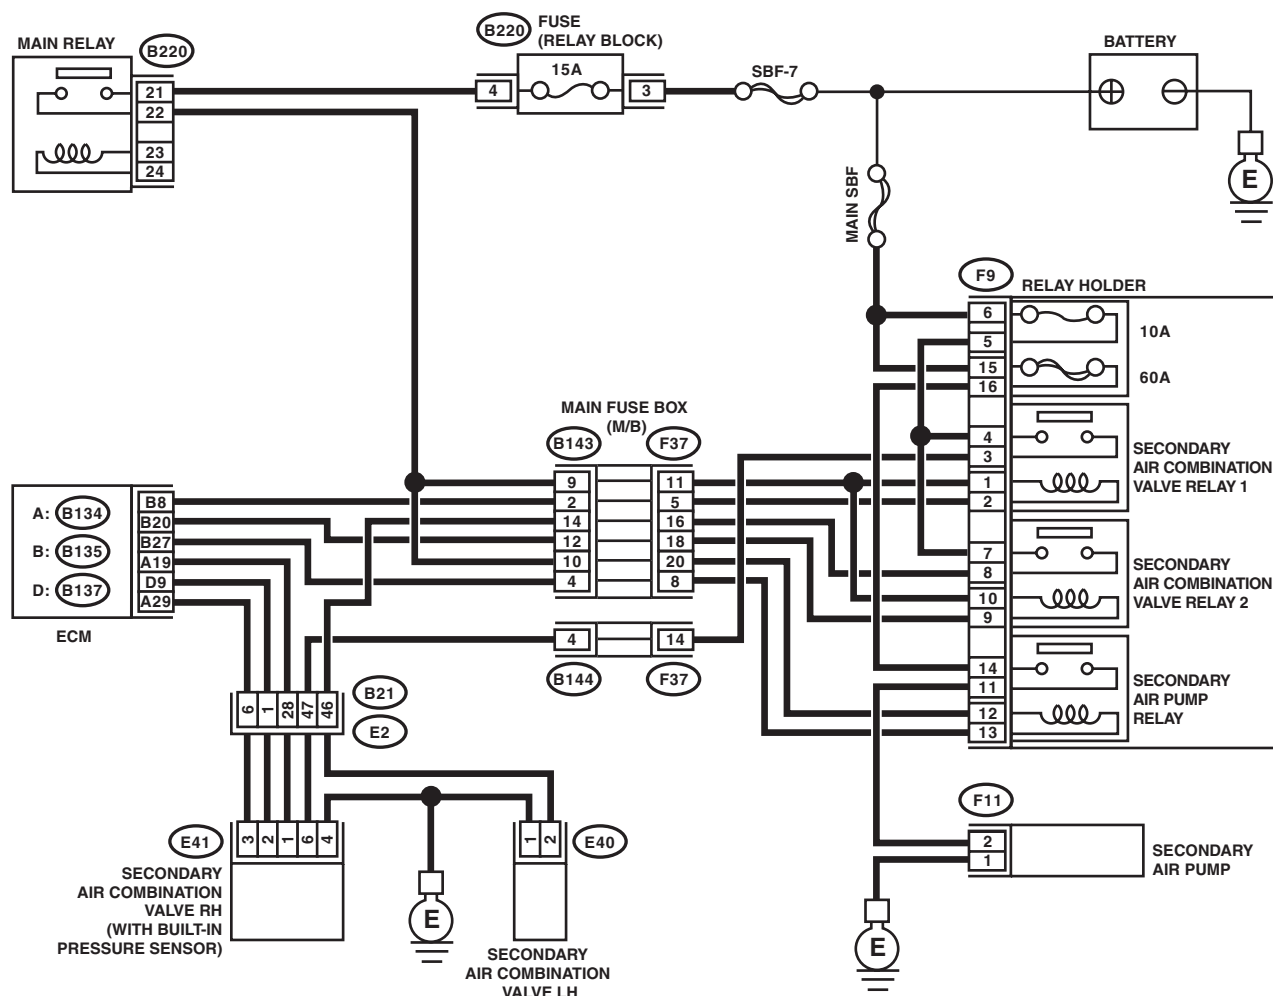 MAIN RELAY
B220
21
22
23
24
B220
FUSE
(RELAY BLOCK)
15A
4
3
SBF-7
BATTERY
E
MAIN SBF
F9
RELAY HOLDER
6
5
15
16
4
3
1
2
7
8
10
9
14
11
12
13
10A
60A
SECONDARY
AIR COMBINATION
VALVE RELAY 1
SECONDARY
AIR COMBINATION
VALVE RELAY 2
SECONDARY
AIR PUMP
RELAY
MAIN FUSE BOX
(M/B)
B143
F37
9
2
14
12
10
4
11
5
16
18
20
8
4
14
B144
F37
A: B134
B: B135
D: B137
B8
B20
B27
A19
D9
A29
ECM
6
1
28
47
46
B21
E2
E41
3
2
1
6
4
SECONDARY
AIR COMBINATION
VALVE RH
(WITH BUILT-IN
PRESSURE SENSOR)
E
1
2
E40
SECONDARY
AIR COMBINATION
VALVE LH
F11
2
1
SECONDARY
AIR PUMP
E